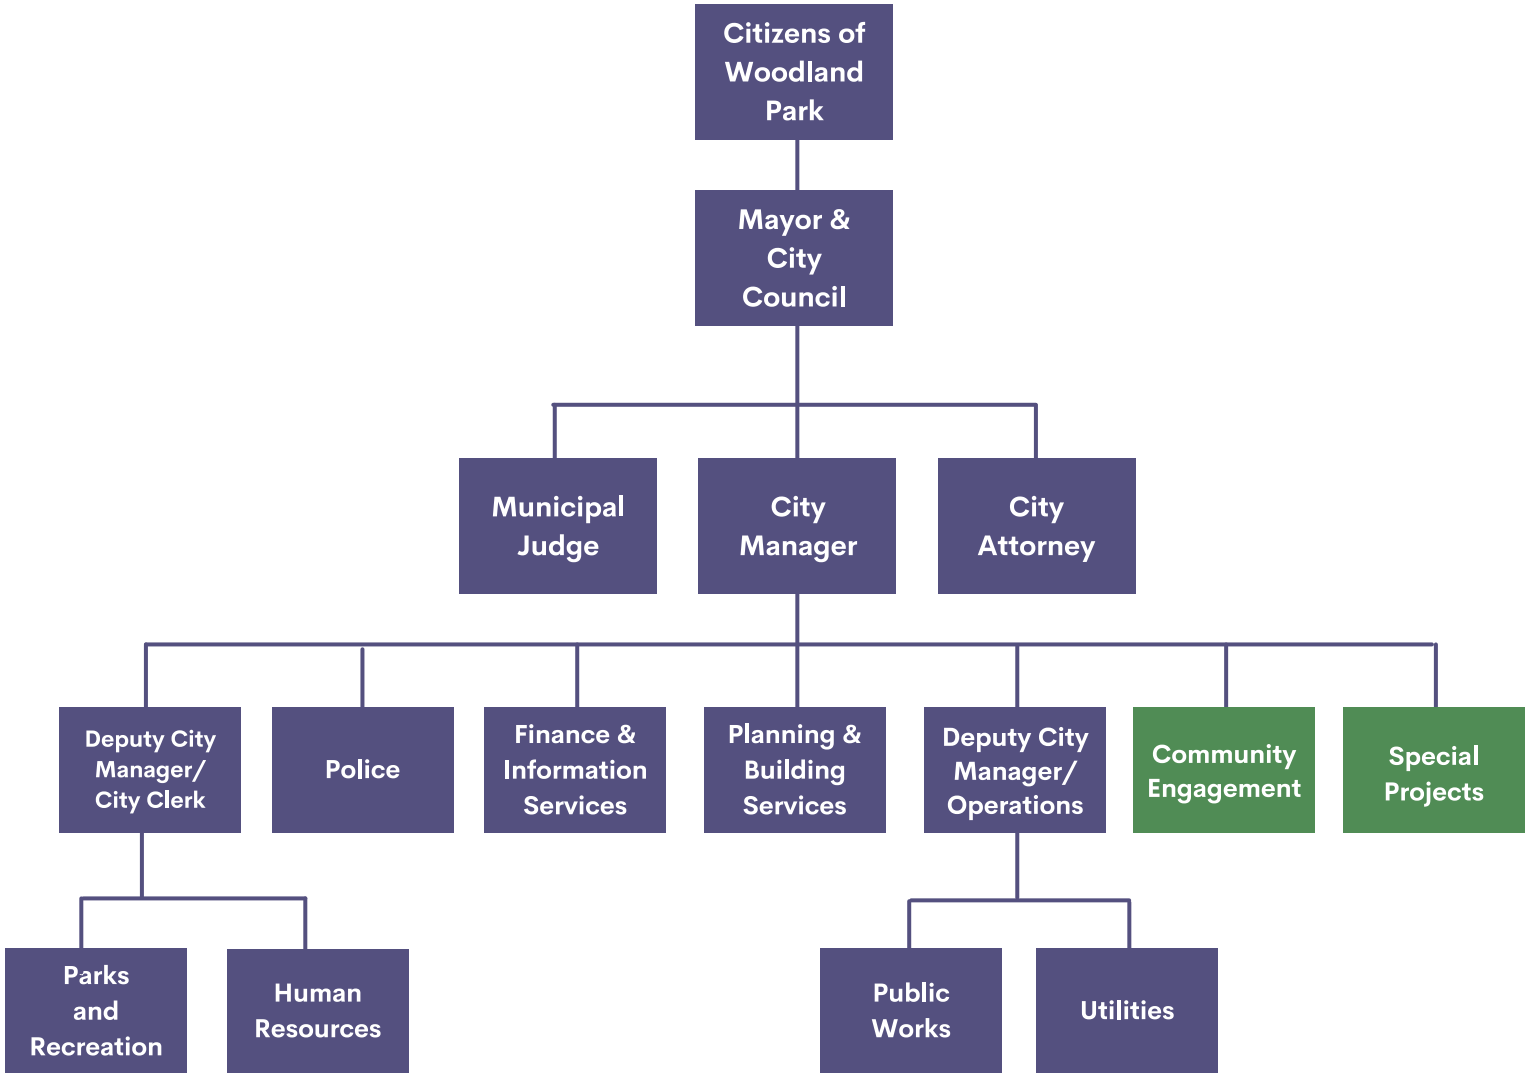 Citizens of
Woodland
Park
Mayor &
City
Council
Municipal
Judge
City
Manager
City
Attorney
Deputy City
Manager/
City Clerk
Police
Finance &
Information
Services
Planning &
Building
Services
Deputy City
Manager/
Operations
Community
Engagement
Special
Projects
Parks
and
Recreation
Human
Resources
Public
Works
Utilities